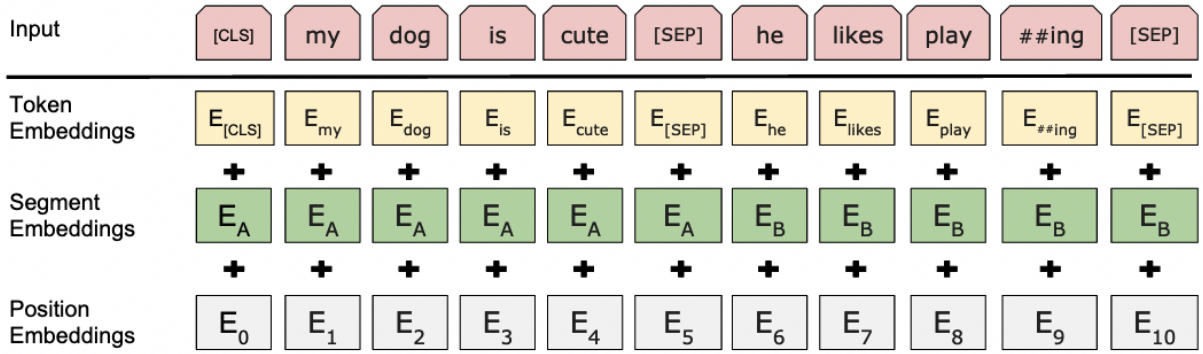 Input [CLS] my dog is cute [SEP] he likes play ##ing [SEP]
Token
Embeddings
E[CLS] Emy Edog Eis Ecute E[SEP] Ehe Elikes Eplay E##ing E[SEP]
+ + + + + + + + + + +
Segment
Embeddings
EA EA EA EA EA EA EB EB EB EB EB
+ + + + + + + + + + +
Position
Embeddings
E0 E1 E2 E3 E4 E5 E6 E7 E8 E9 E10